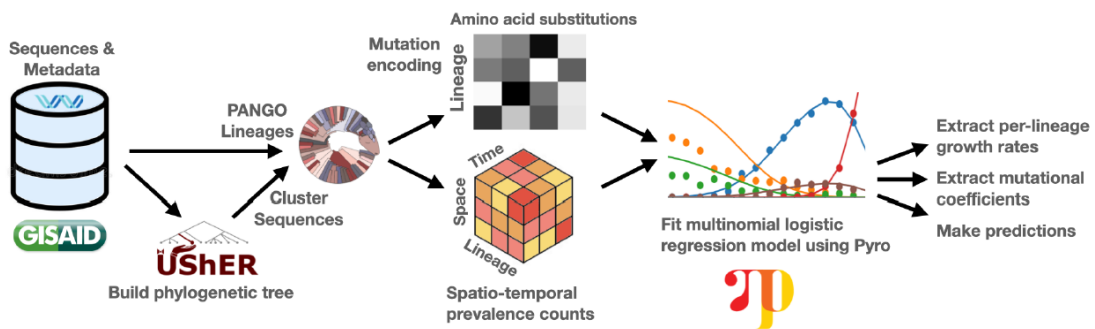 Sequences &
Metadata
GISAID
UShER
Build phylogenetic tree
PANGO
Lineages
Cluster
Sequences
Mutation
encoding
Amino acid substitutions
Lineage
Time
Space
Lineage
Spatio-temporal
prevalence counts
Fit multinomial logistic
regression model using Pyro
Extract per-lineage
growth rates
Extract mutational
coefficients
Make predictions